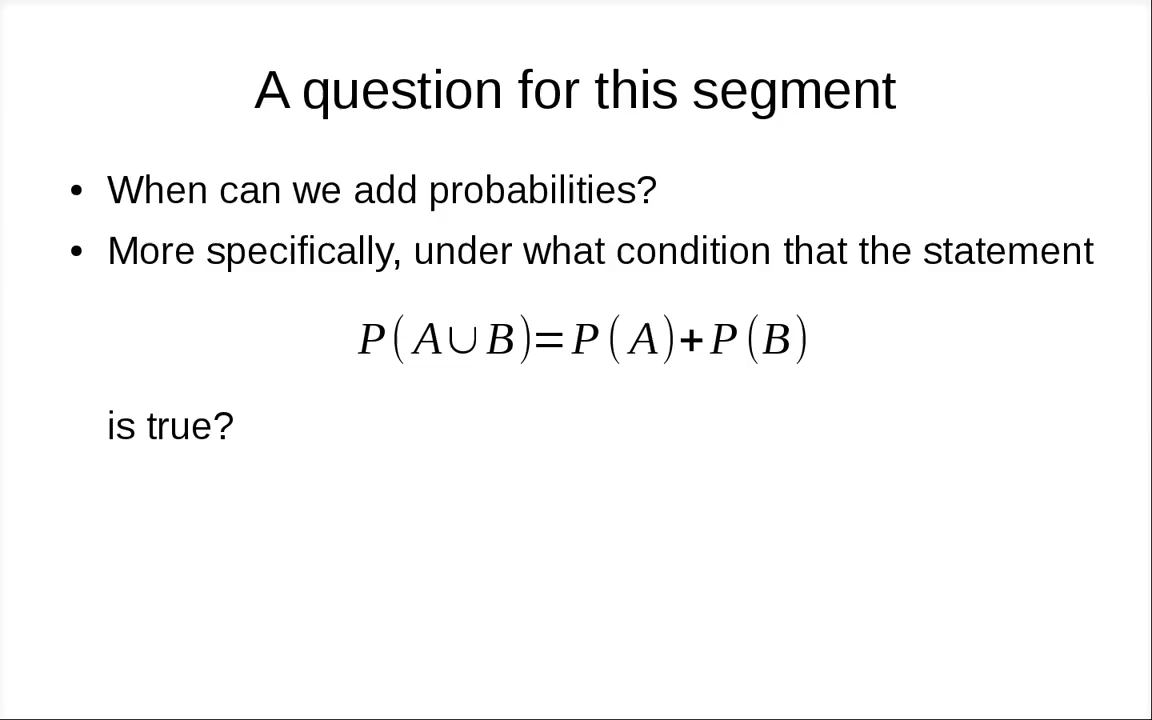 A question for this segment
• When can we add probabilities?
• More specifically, under what condition that the statement
P(A∪B)=P(A)+P(B)
is true?